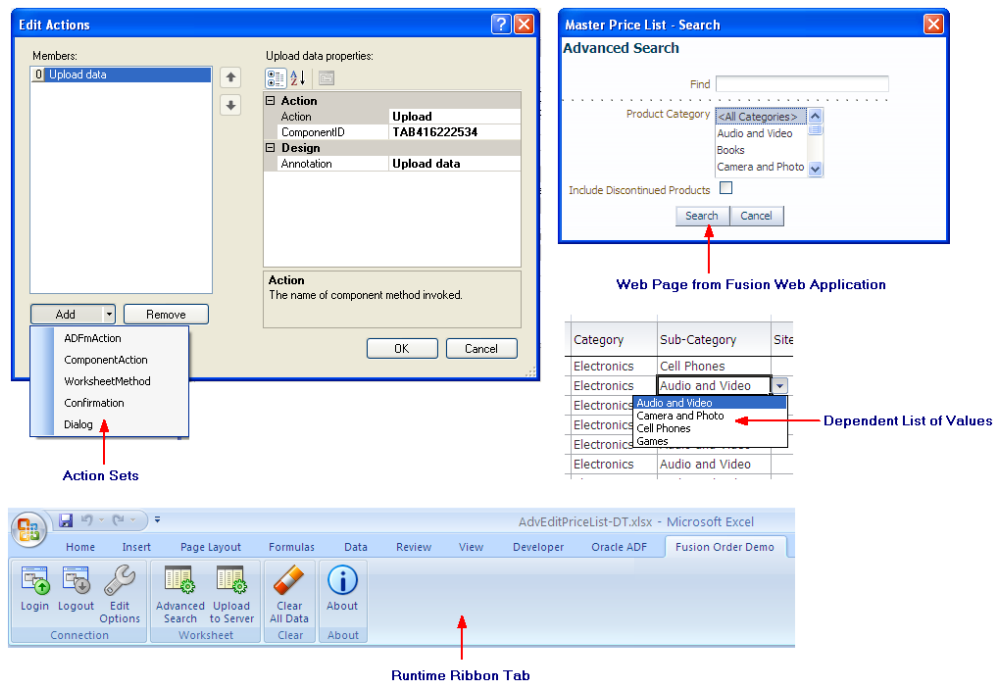 Edit Actions
Members:
0 Upload data
Upload data properties:
Action
Action Upload
ComponentID TAB416222534
Design
Annotation Upload data
Action
The name of component method invoked.
Add Remove
OK Cancel
ADFmAction
ComponentAction
WorksheetMethod
Confirmation
Dialog
Action Sets
Master Price List - Search
Advanced Search
Find
Product Category <All Categories>
Audio and Video
Books
Camera and Photo
Include Discontinued Products
Search Cancel
Web Page from Fusion Web Application
Category Sub-Category Site
Electronics Cell Phones
Electronics Audio and Video
Electronics Audio and Video
Electronics Camera and Photo
Electronics Cell Phones
Electronics Games
Electronics Audio and Video
Dependent List of Values
AdvEditPriceList-DT.xlsx - Microsoft Excel
Home Insert Page Layout Formulas Data Review View Developer Oracle ADF Fusion Order Demo
Login Logout Edit Options Advanced Search Upload to Server Clear All Data About
Connection Worksheet Clear About
Runtime Ribbon Tab